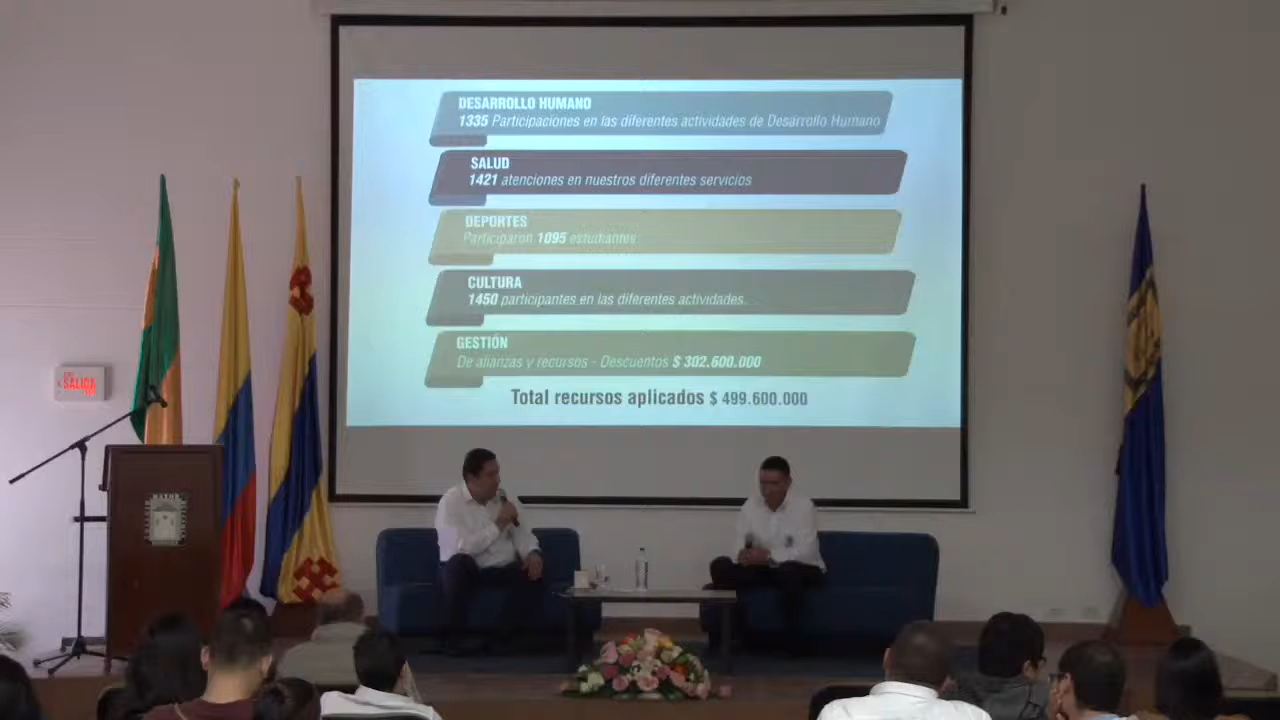 DESARROLLO HUMANO
1335 Participaciones en las diferentes actividades de Desarrollo Humano
SALUD
1421 atenciones en nuestros diferentes servicios
DEPORTES
Participaron 1095 estudiantes
CULTURA
1450 participantes en las diferentes actividades.
GESTIÓN
De alianzas y recursos - Descuentos $ 302.600.000
Total recursos aplicados $ 499.600.000
SALIDA